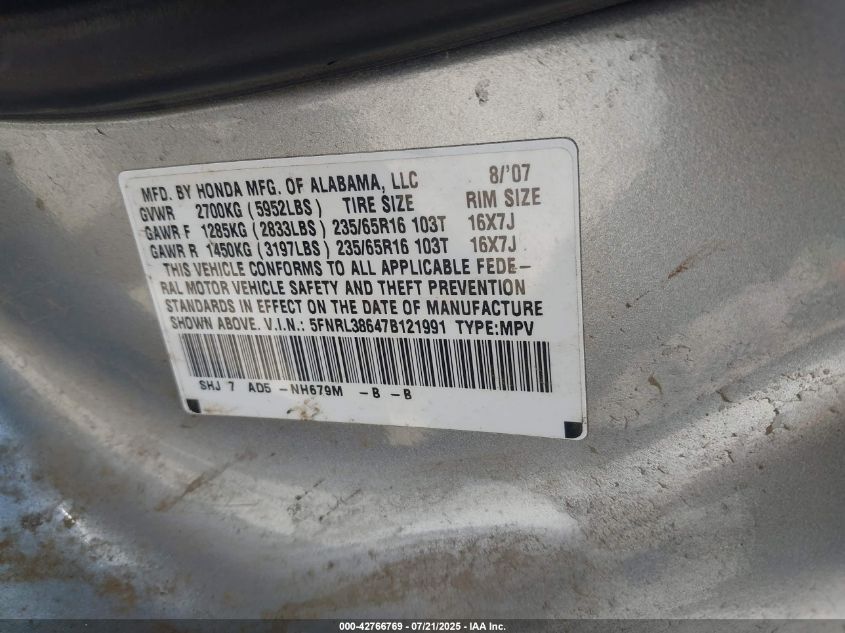 MFD. BY HONDA MFG. OF ALABAMA, LLC 8/'07
GVWR 2700KG (5952LBS) TIRE SIZE RIM SIZE
GAWR F 1285KG (2833LBS) 235/65R16 103T 16X7J
GAWR R 1450KG (3197LBS) 235/65R16 103T 16X7J
THIS VEHICLE CONFORMS TO ALL APPLICABLE FEDE-
RAL MOTOR VEHICLE SAFETY AND THEFT PREVENTION
STANDARDS IN EFFECT ON THE DATE OF MANUFACTURE
SHOWN ABOVE. V.I.N.: 5FNRL38647B121991 TYPE:MPV
SHJ 7 AD5 -NH679M -B -B
000-42766769 - 07/21/2025 - IAA Inc.